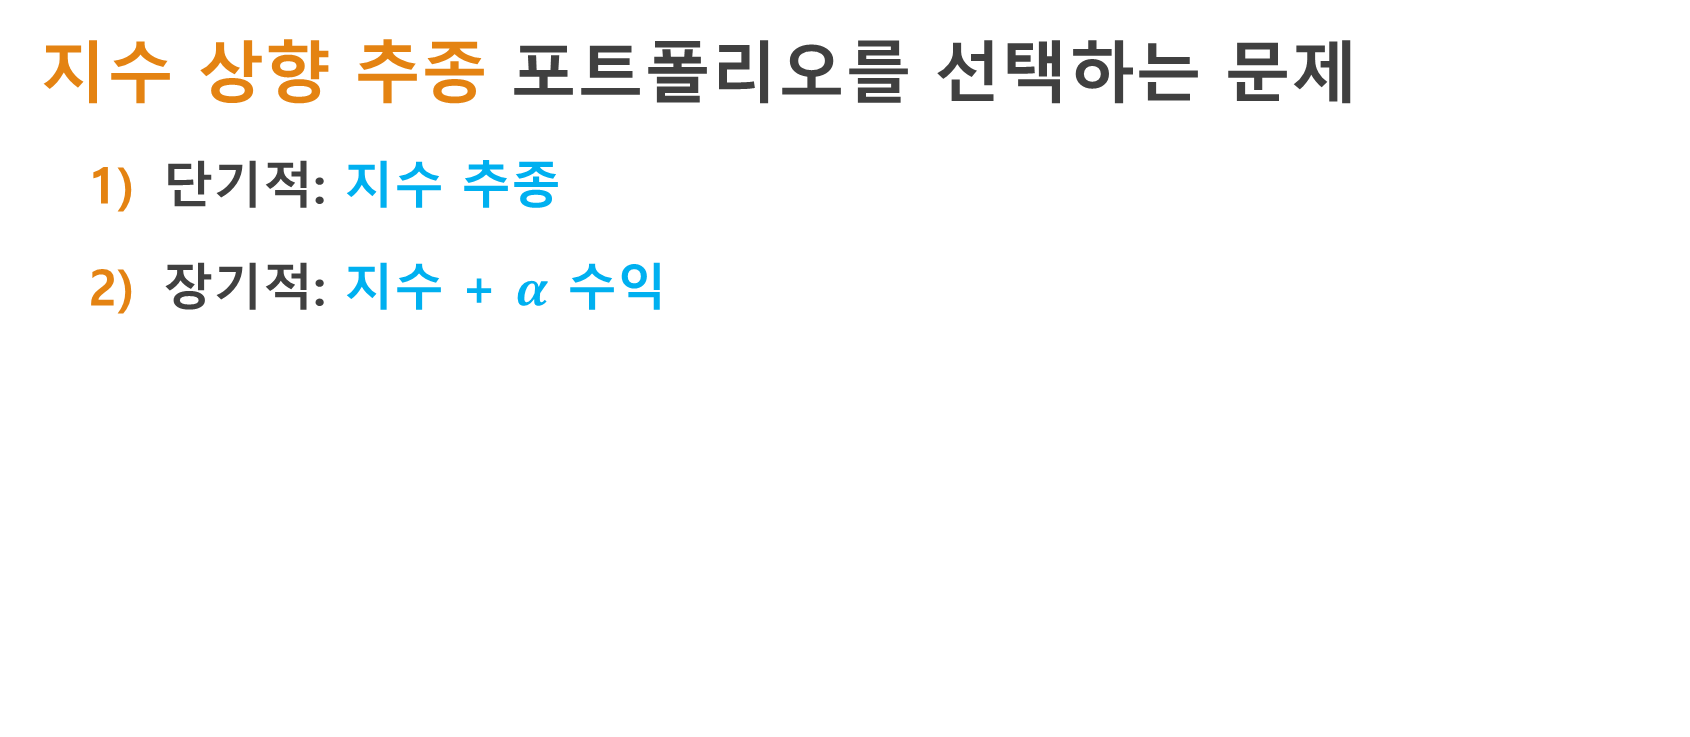 지수 상향 추종 포트폴리오를 선택하는 문제
1) 단기적: 지수 추종
2) 장기적: 지수 + α 수익